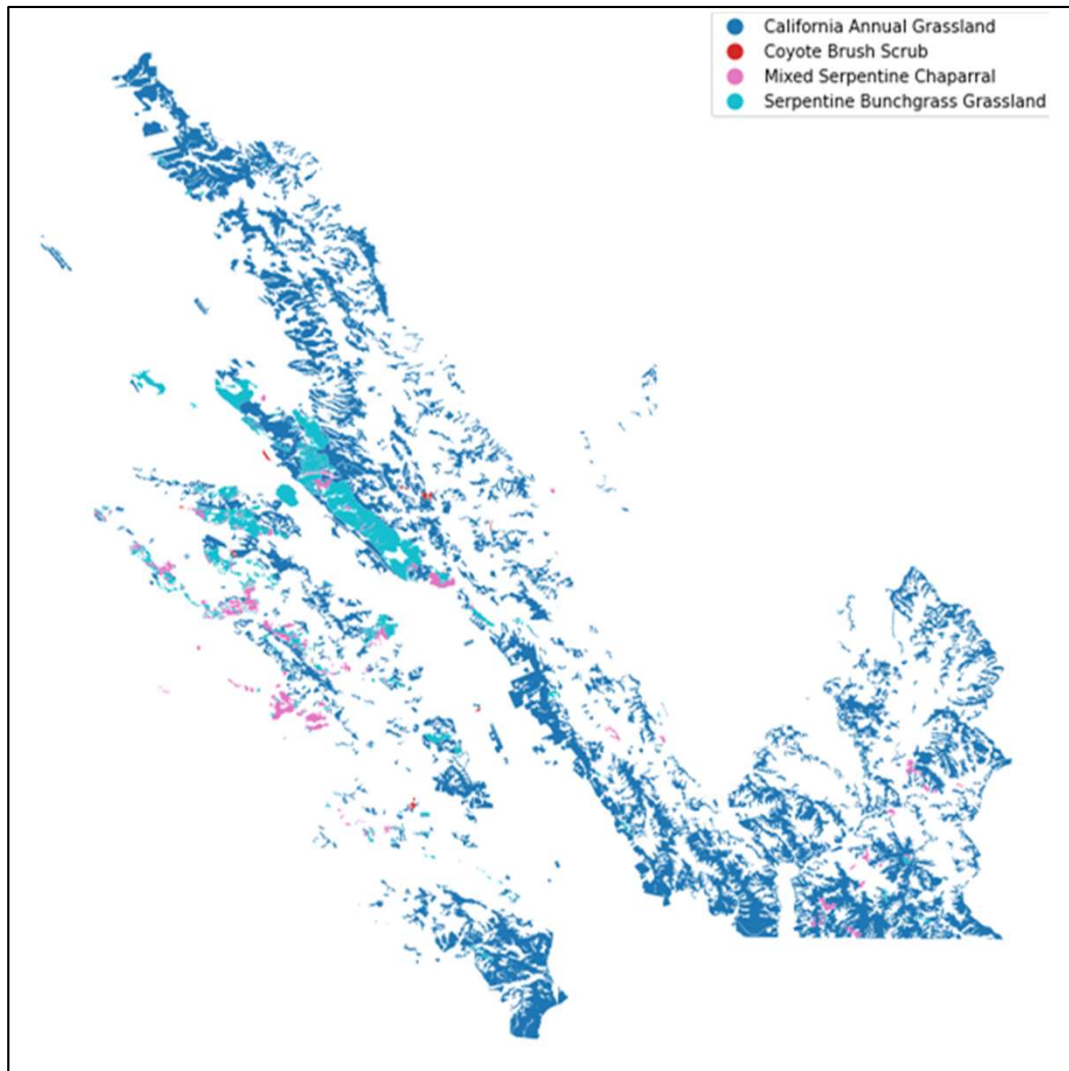 California Annual Grassland
Coyote Brush Scrub
Mixed Serpentine Chaparral
Serpentine Bunchgrass Grassland